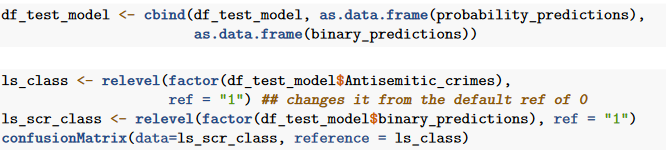 df_test_model <- cbind(df_test_model, as.data.frame(probability_predictions),
as.data.frame(binary_predictions))
ls_class <- relevel(factor(df_test_model$Antisemitic_crimes),
ref = "1") ## changes it from the default ref of 0
ls_scr_class <- relevel(factor(df_test_model$binary_predictions), ref = "1")
confusionMatrix(data=ls_scr_class, reference = ls_class)